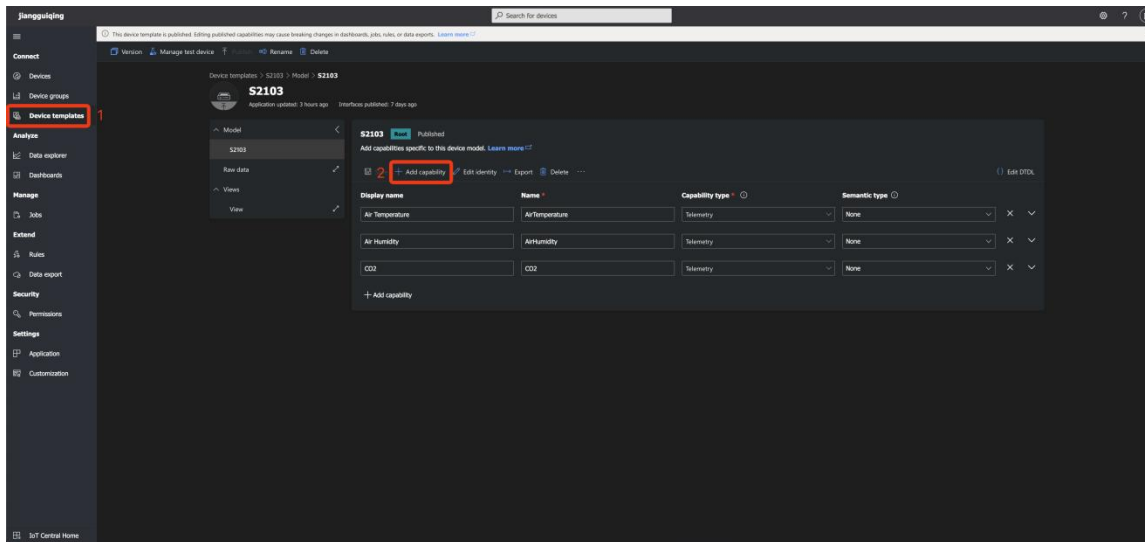 jiangguiqing
Search for devices
?
This device template is published. Editing published capabilities may cause breaking changes in dashboards, jobs, rules, or data exports. Learn more
Version Manage test device Publish Rename Delete
Connect
Devices
Device groups
Device templates 1
Analyze
Data explorer
Dashboards
Manage
Jobs
Extend
Rules
Data export
Security
Permissions
Settings
Application
Customization
IoT Central Home
Device templates > S2103 > Model > S2103
S2103
Application updated: 3 hours ago Interfaces published: 7 days ago
Model
S2103
Raw data
Views
View
S2103 Root Published
Add capabilities specific to this device model. Learn more
2 + Add capability Edit identity Export Delete ... {} Edit DTDL
Display name Name * Capability type * Semantic type
Air Temperature AirTemperature Telemetry None
Air Humidity AirHumidity Telemetry None
CO2 CO2 Telemetry None
+ Add capability